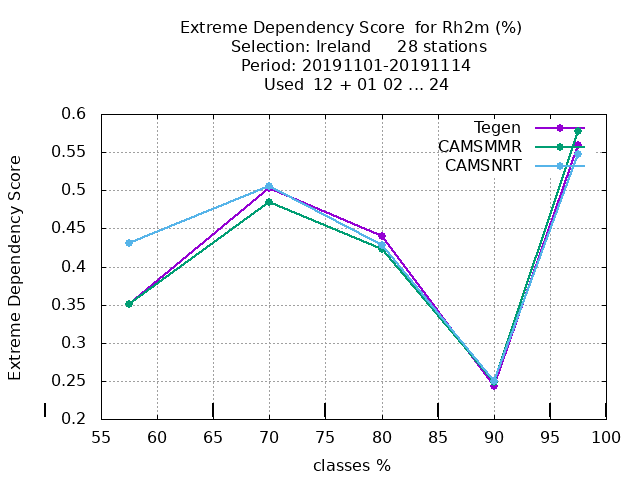 Extreme Dependency Score  for Rh2m (%)
Selection: Ireland     28 stations
Period: 20191101-20191114
Used  12 + 01 02 ... 24
Tegen
CAMSMMR
CAMSNRT
Extreme Dependency Score
0.6
0.55
0.5
0.45
0.4
0.35
0.3
0.25
0.2
55 60 65 70 75 80 85 90 95 100
classes %